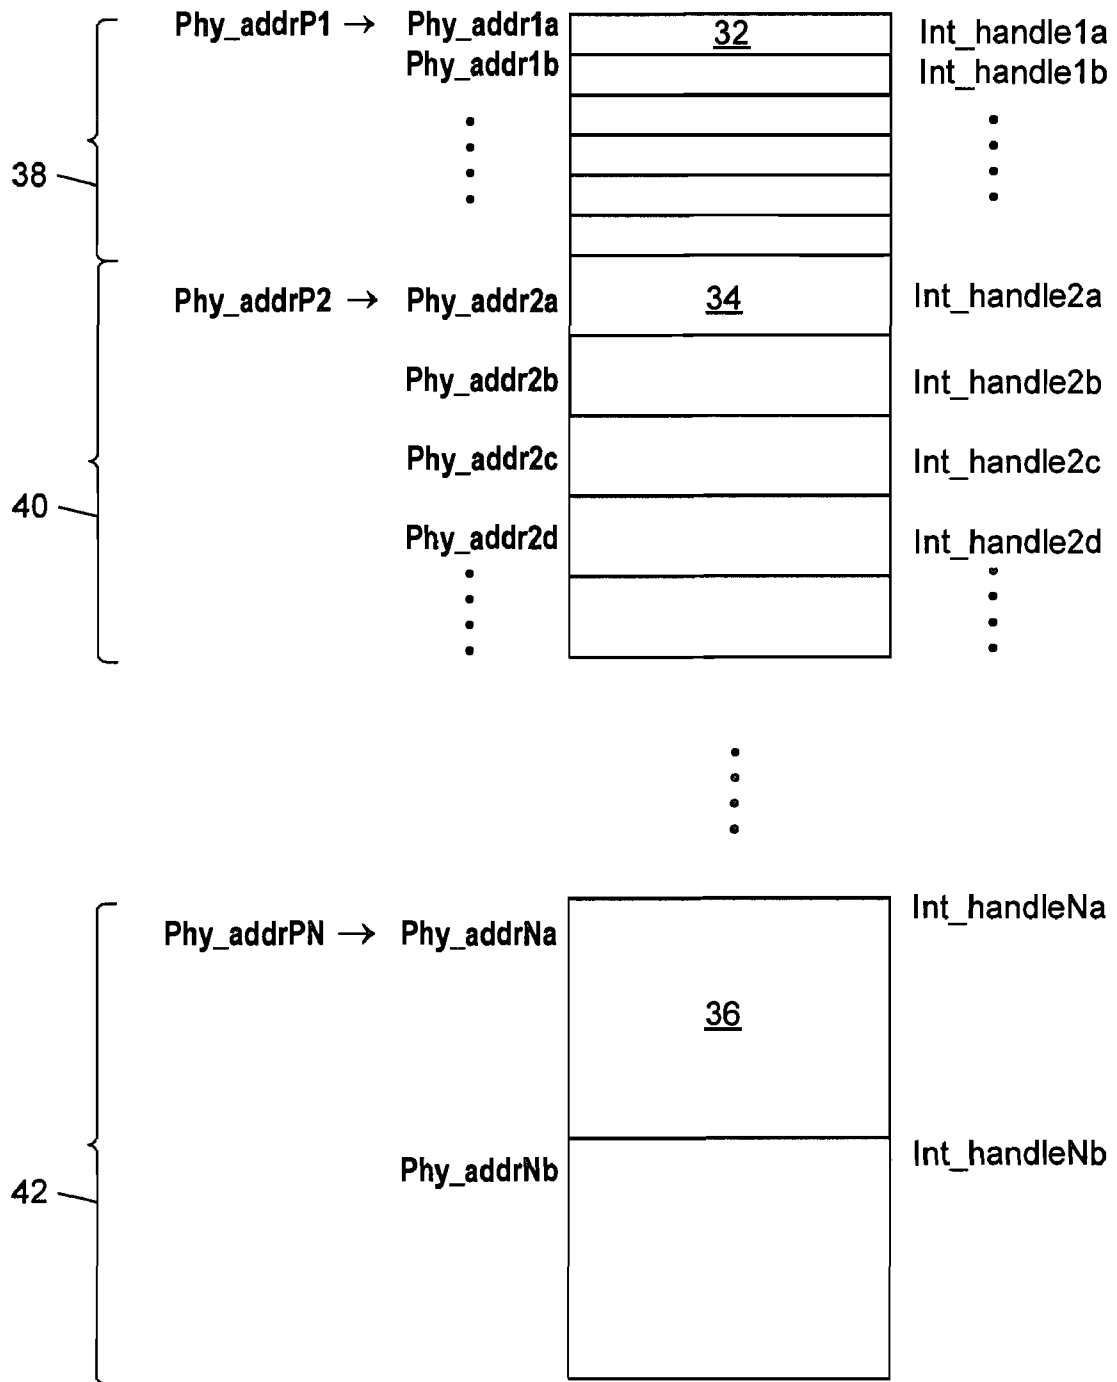 Phy_addrP1 → Phy_addr1a 32 Int_handle1a
Phy_addr1b Int_handle1b
38
Phy_addrP2 → Phy_addr2a 34 Int_handle2a
Phy_addr2b Int_handle2b
Phy_addr2c Int_handle2c
40
Phy_addr2d Int_handle2d
Int_handleNa
Phy_addrPN → Phy_addrNa
36
Phy_addrNb Int_handleNb
42